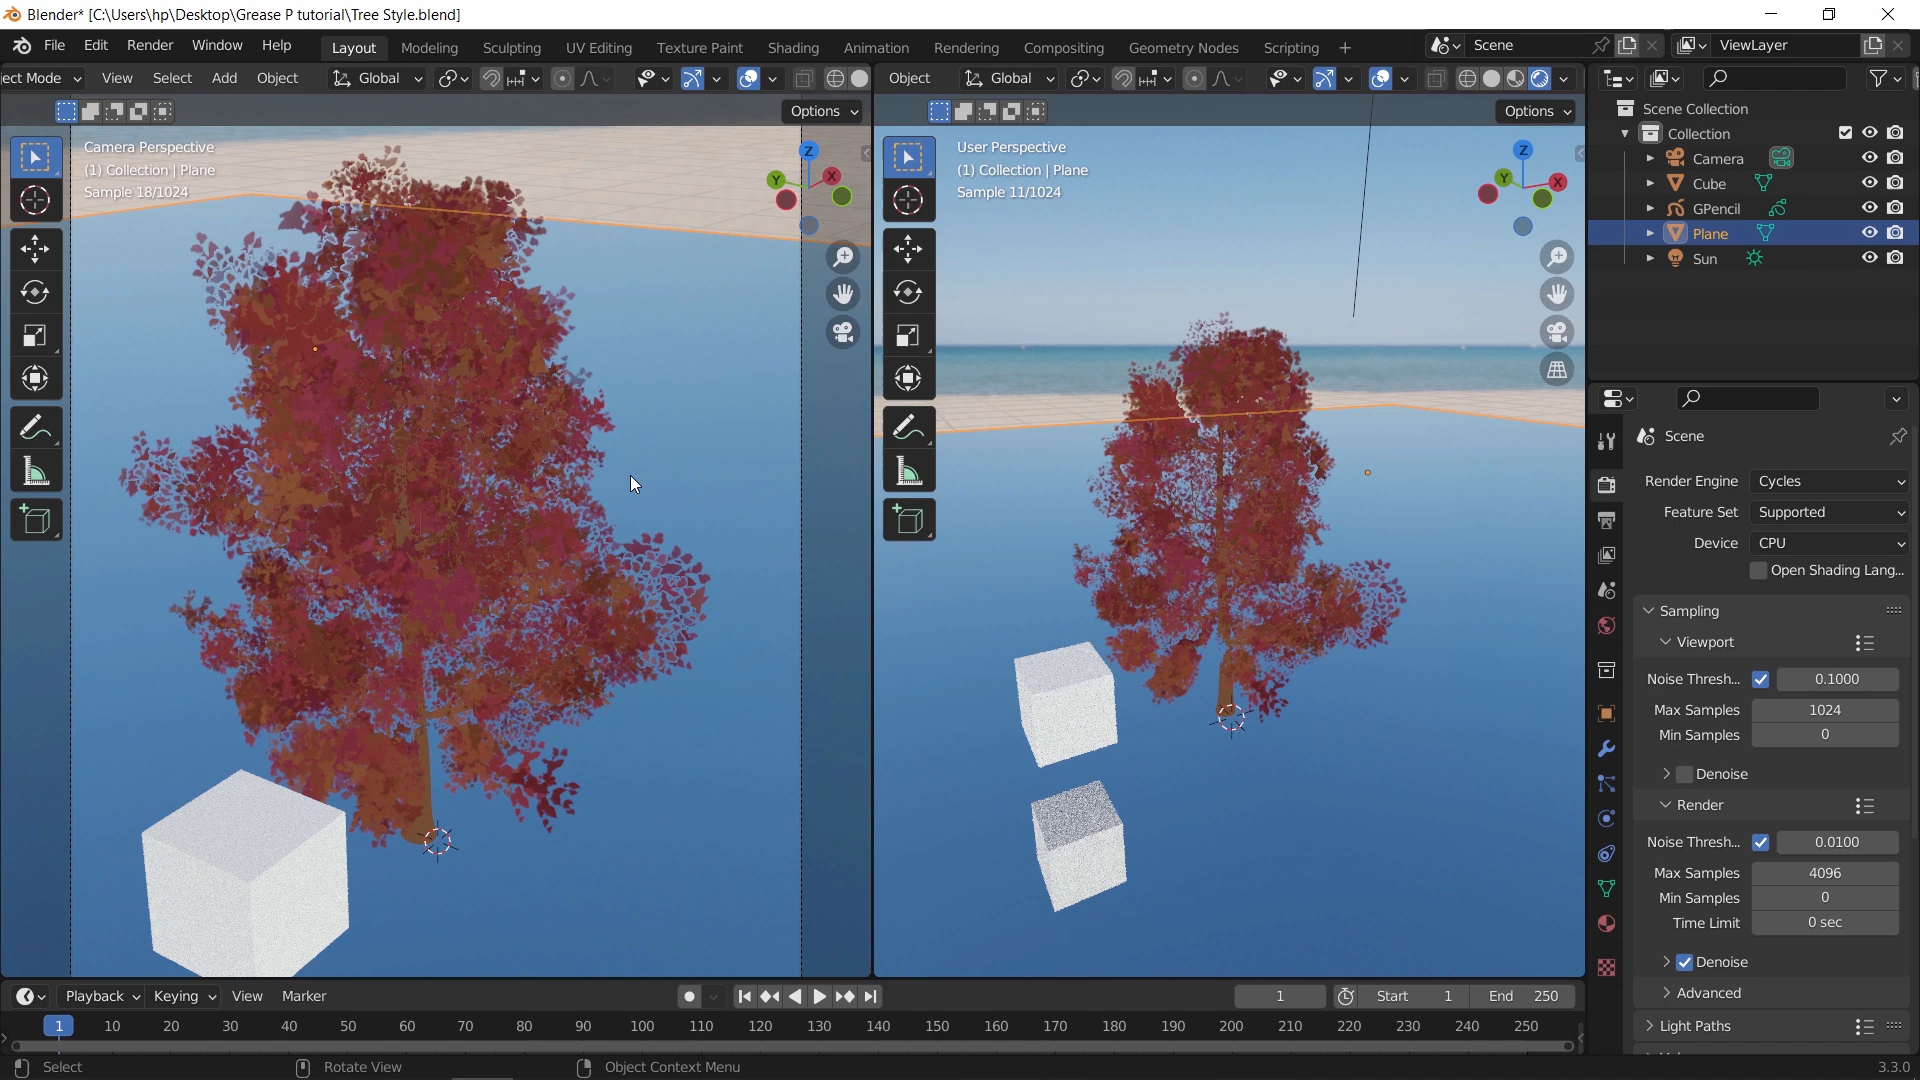 Blender* [C:\Users\hp\Desktop\Grease P tutorial\Tree Style.blend]
File Edit Render Window Help Layout Modeling Sculpting UV Editing Texture Paint Shading Animation Rendering Compositing Geometry Nodes Scripting + Scene ViewLayer
ect Mode View Select Add Object Global Object Global
Options Options
Camera Perspective
(1) Collection | Plane
Sample 18/1024
Z
Y
X
User Perspective
(1) Collection | Plane
Sample 11/1024
Z
Y
X
Scene Collection
Collection
Camera
Cube
GPencil
Plane
Sun
Scene
Render Engine Cycles
Feature Set Supported
Device CPU
Open Shading Lang...
Sampling
Viewport
Noise Thresh... 0.1000
Max Samples 1024
Min Samples 0
Denoise
Render
Noise Thresh... 0.0100
Max Samples 4096
Min Samples 0
Time Limit 0 sec
Denoise
Advanced
Light Paths
Playback Keying View Marker 1 Start 1 End 250
1 10 20 30 40 50 60 70 80 90 100 110 120 130 140 150 160 170 180 190 200 210 220 230 240 250
Select Rotate View Object Context Menu 3.3.0